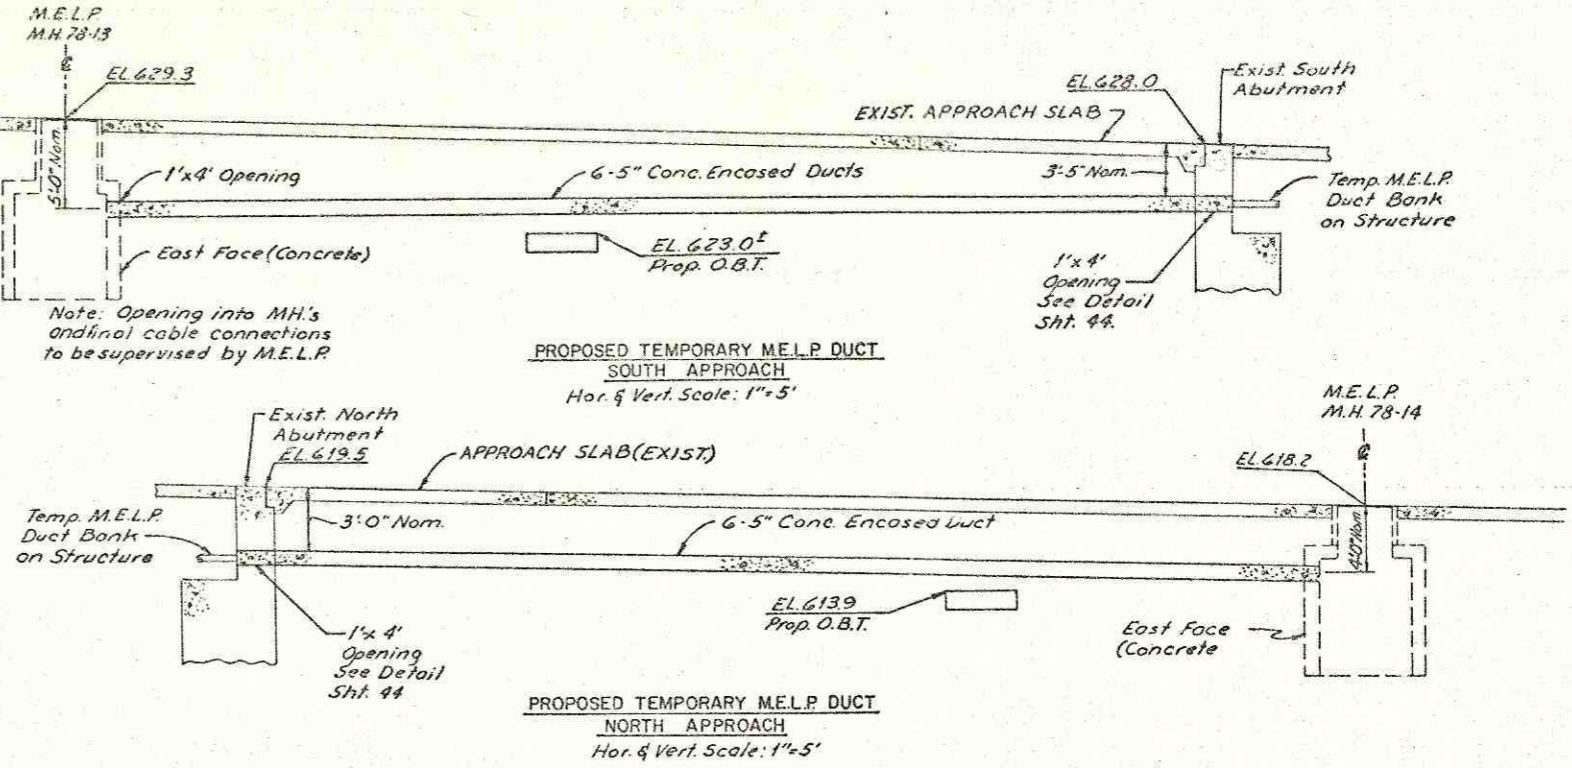 M.E.L.P.
M.H. 78-13
℄
EL.629.3
EL.628.0
Exist. South
Abutment
EXIST. APPROACH SLAB
5'-0" Nom.
1'x4' Opening
6-5" Conc. Encased Ducts
3'-5" Nom.
Temp. M.E.L.P.
Duct Bank
on Structure
East Face (Concrete)
EL.623.0±
Prop. O.B.T.
1'x4'
Opening
See Detail
Sht. 44.
Note: Opening into MH.'s
and final cable connections
to be supervised by M.E.L.P.
PROPOSED TEMPORARY M.E.L.P. DUCT
SOUTH APPROACH
Hor. & Vert. Scale: 1"=5'
M.E.L.P.
M.H. 78-14
℄
Exist. North
Abutment
EL.619.5
APPROACH SLAB (EXIST.)
EL.618.2
Temp. M.E.L.P.
Duct Bank
on Structure
3'-0" Nom.
6-5" Conc. Encased Duct
4'-0" Nom.
EL.613.9
Prop. O.B.T.
1'x 4'
Opening
See Detail
Sht. 44
East Face
(Concrete
PROPOSED TEMPORARY M.E.L.P. DUCT
NORTH APPROACH
Hor. & Vert. Scale: 1"=5'